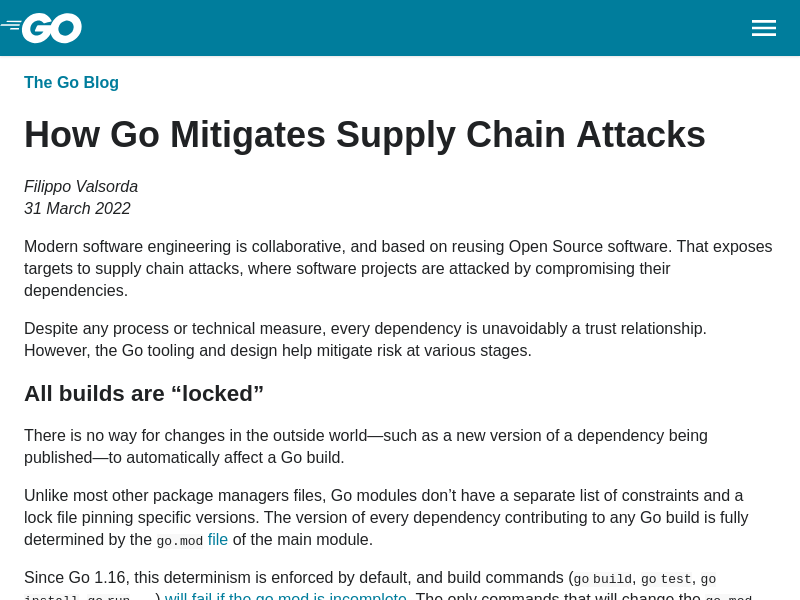 GO
The Go Blog
How Go Mitigates Supply Chain Attacks
Filippo Valsorda
31 March 2022
Modern software engineering is collaborative, and based on reusing Open Source software. That exposes
targets to supply chain attacks, where software projects are attacked by compromising their
dependencies.
Despite any process or technical measure, every dependency is unavoidably a trust relationship.
However, the Go tooling and design help mitigate risk at various stages.
All builds are “locked”
There is no way for changes in the outside world—such as a new version of a dependency being
published—to automatically affect a Go build.
Unlike most other package managers files, Go modules don’t have a separate list of constraints and a
lock file pinning specific versions. The version of every dependency contributing to any Go build is fully
determined by the go.mod file of the main module.
Since Go 1.16, this determinism is enforced by default, and build commands (go build, go test, go
install, go run, …) will fail if the go.mod is incomplete. The only commands that will change the go.mod